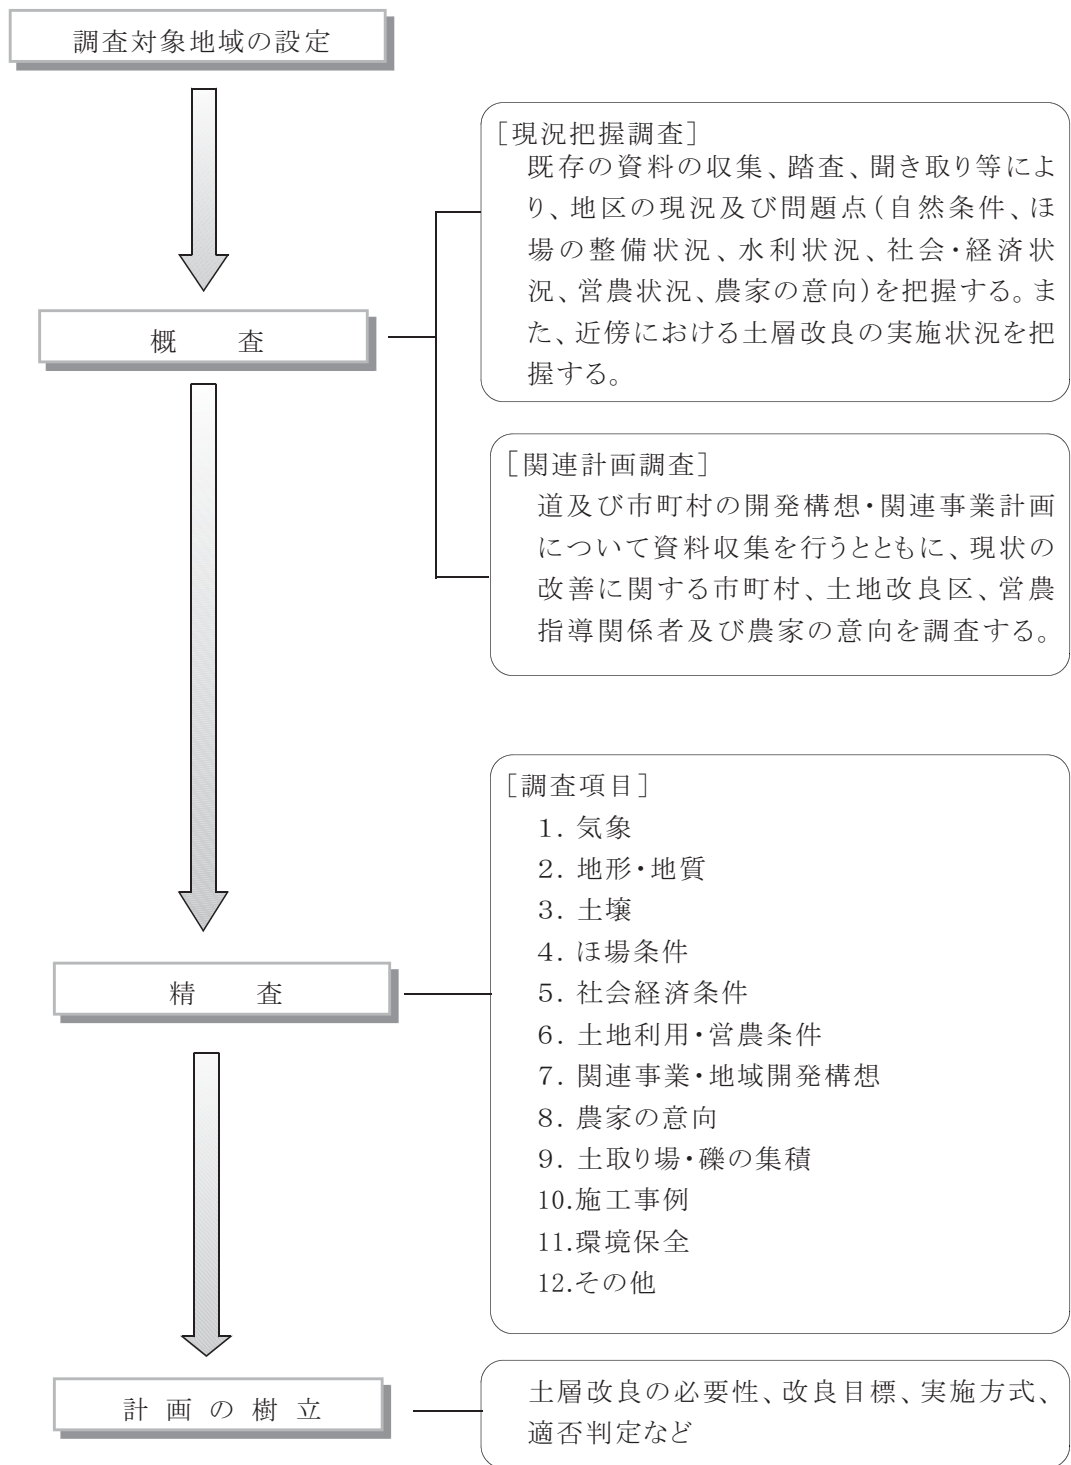 調査対象地域の設定
[現況把握調査]
既存の資料の収集、踏査、聞き取り等によ
り、地区の現況及び問題点(自然条件、ほ
場の整備状況、水利状況、社会・経済状
況、営農状況、農家の意向)を把握する。ま
た、近傍における土層改良の実施状況を把
握する。
概 査
[関連計画調査]
道及び市町村の開発構想・関連事業計画
について資料収集を行うとともに、現状の
改善に関する市町村、土地改良区、営農
指導関係者及び農家の意向を調査する。
[調査項目]
1. 気象
2. 地形・地質
3. 土壌
4. ほ場条件
5. 社会経済条件
6. 土地利用・営農条件
7. 関連事業・地域開発構想
8. 農家の意向
9. 土取り場・礫の集積
10.施工事例
11.環境保全
12.その他
精 査
計 画 の 樹 立
土層改良の必要性、改良目標、実施方式、
適否判定など